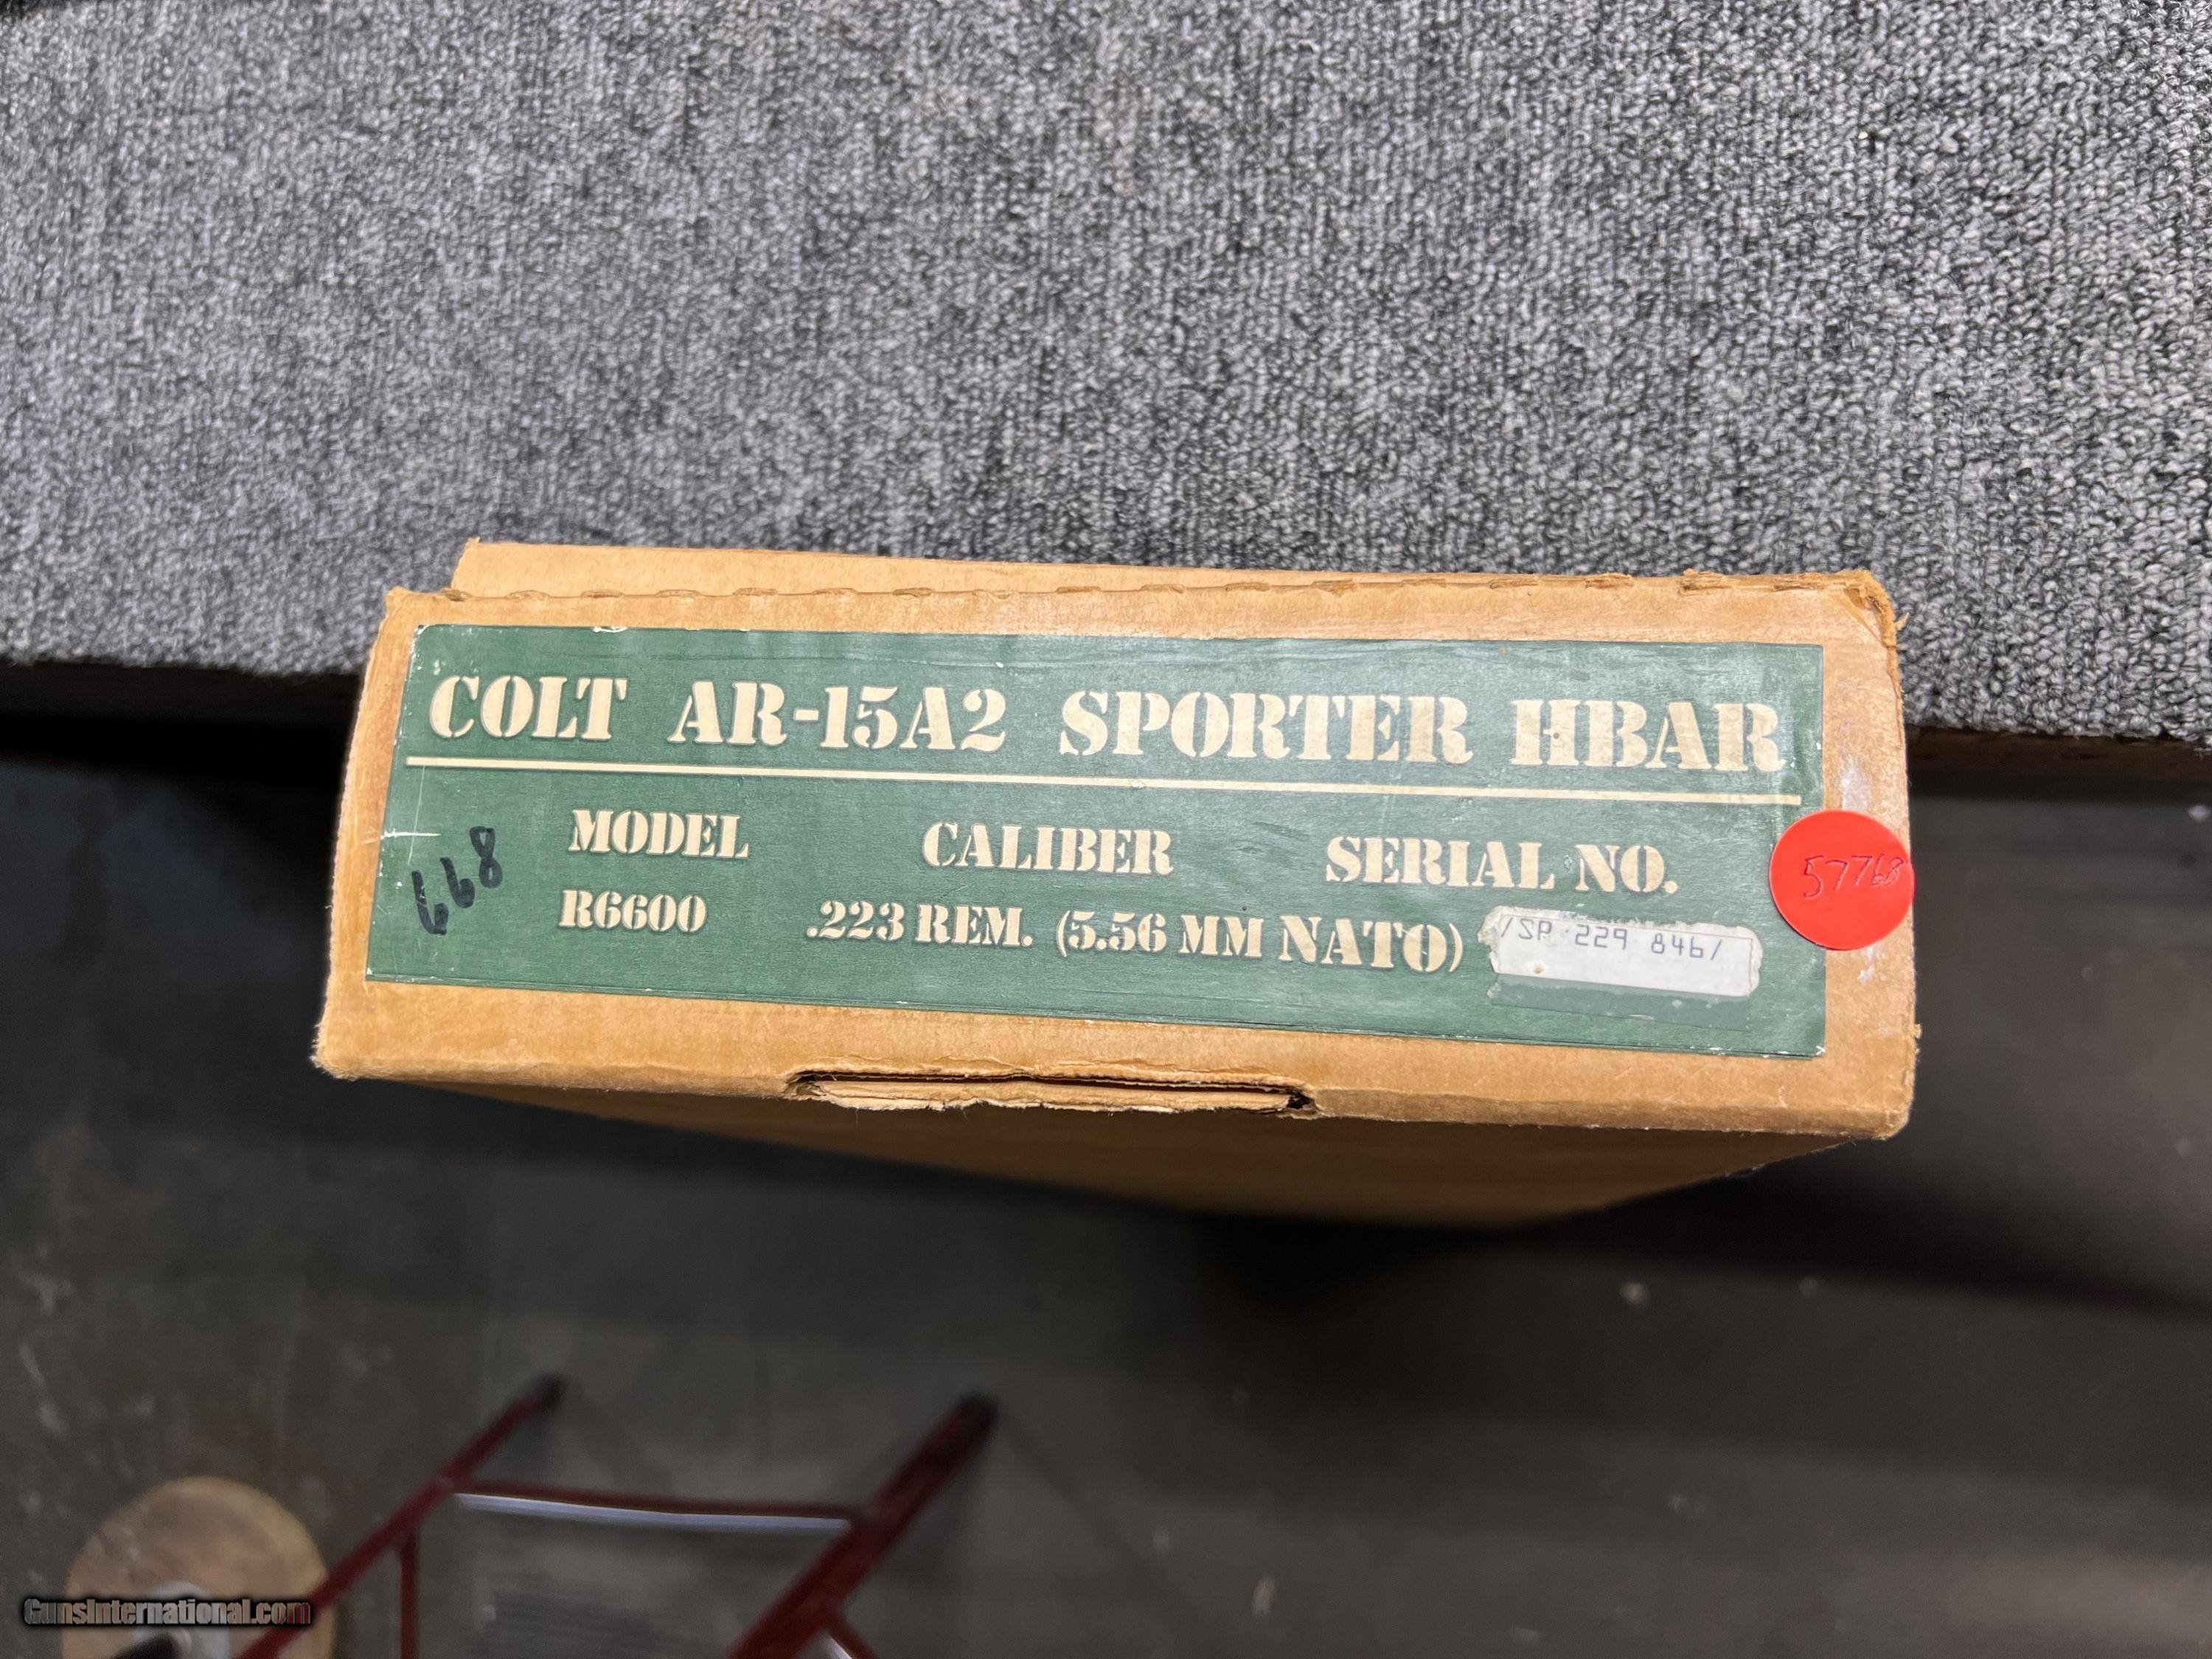 COLT AR-15A2 SPORTER HBAR
MODEL CALIBER SERIAL NO.
R6600 .223 REM. (5.56 MM NATO) /SP 229 846/
668
57768
GunsInternational.com